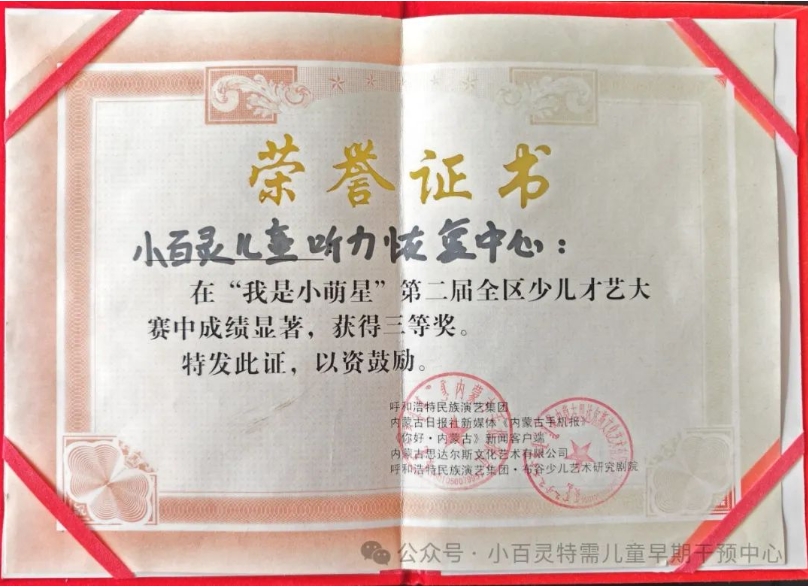 荣誉证书
小百灵儿童听力恢复中心：
在“我是小萌星”第二届全区少儿才艺大
赛中成绩显著，获得三等奖。
特发此证，以资鼓励。
呼和浩特民族演艺集团
内蒙古日报社新媒体《内蒙古手机报》
《你好·内蒙古》新闻客户端
内蒙古思达尔斯文化艺术有限公司
呼和浩特民族演艺集团·布谷少儿艺术研究剧院
公众号·小百灵特需儿童早期干预中心